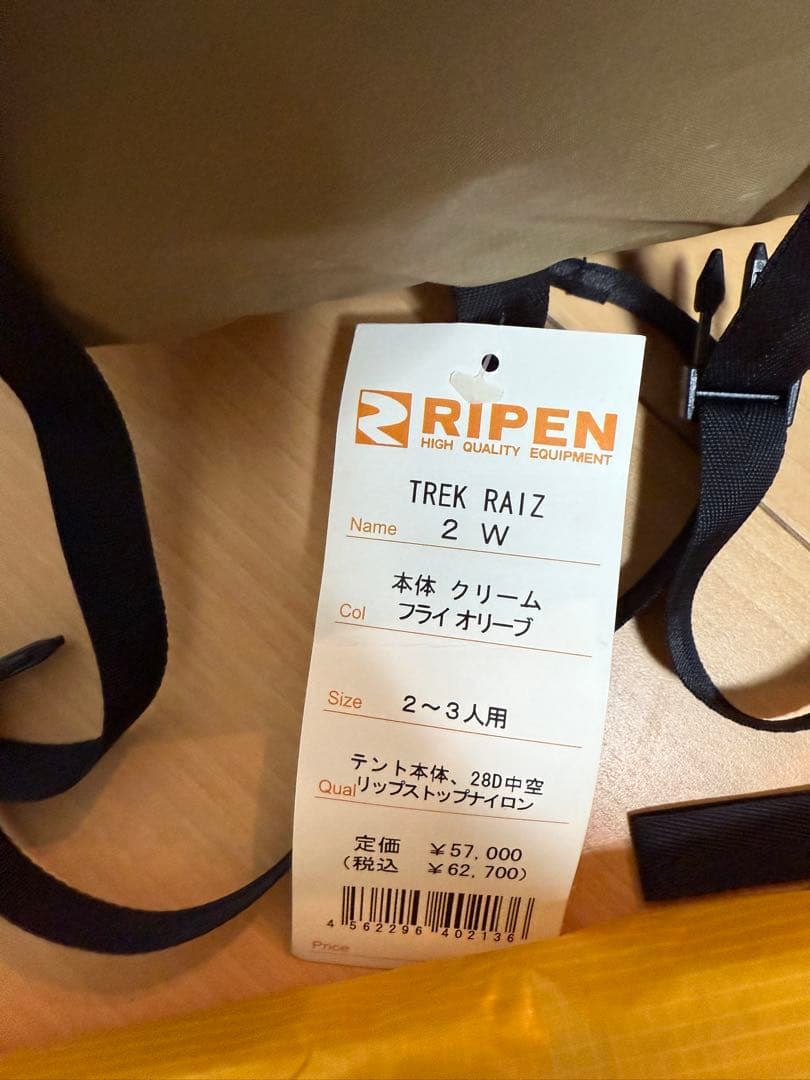 RIPEN
HIGH QUALITY EQUIPMENT
TREK RAIZ
Name 2 W
本体 クリーム
Col フライ オリーブ
Size 2～3人用
テント本体、28D中空
Qual リップストップナイロン
定価 ¥57,000
(税込 ¥62,700)
4 562296 402136
Price